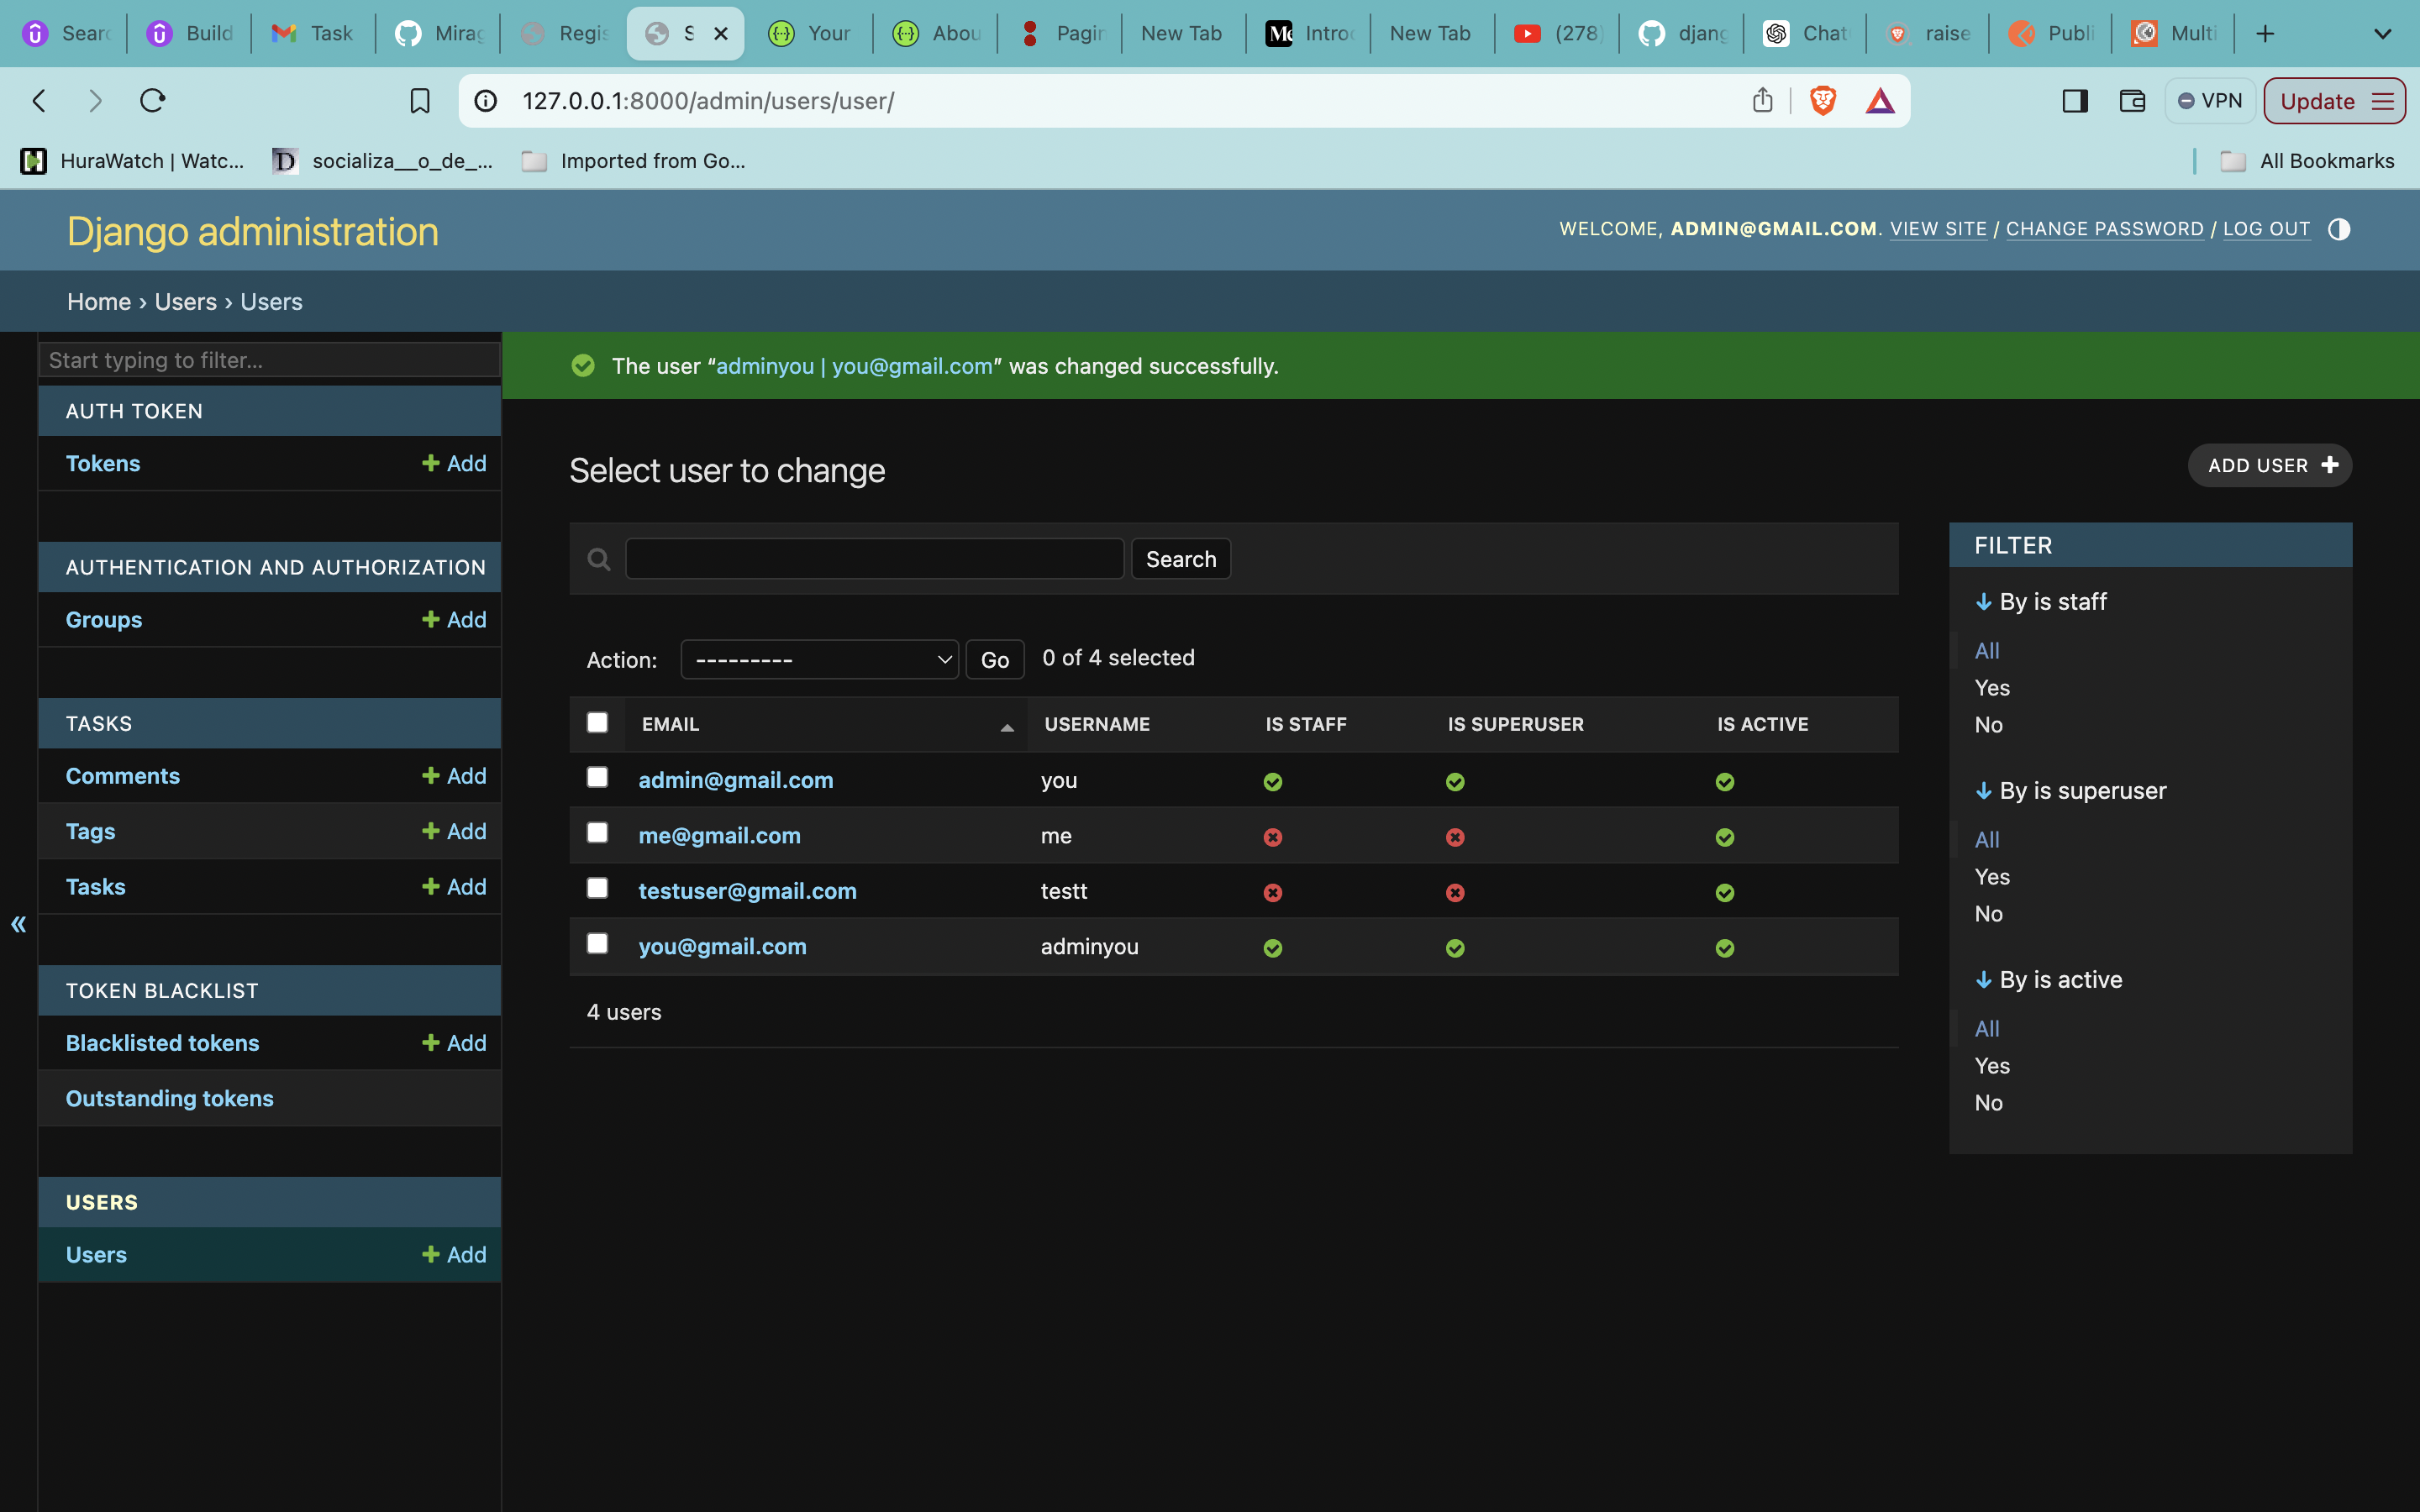 Searc Build Task Mirag Regis S Your Abou Pagin New Tab Introd New Tab (278) djang Chat raise Publi Multi
127.0.0.1:8000/admin/users/user/ VPN Update
HuraWatch | Watc... socializa__o_de_... Imported from Go... All Bookmarks
Django administration
WELCOME, ADMIN@GMAIL.COM. VIEW SITE / CHANGE PASSWORD / LOG OUT
Home › Users › Users
Start typing to filter...
The user “adminyou | you@gmail.com” was changed successfully.
AUTH TOKEN
Tokens Add
AUTHENTICATION AND AUTHORIZATION
Groups Add
TASKS
Comments Add
Tags Add
Tasks Add
TOKEN BLACKLIST
Blacklisted tokens Add
Outstanding tokens
USERS
Users Add
Select user to change
ADD USER
Search
Action: --------- Go 0 of 4 selected
EMAIL USERNAME IS STAFF IS SUPERUSER IS ACTIVE
admin@gmail.com you
me@gmail.com me
testuser@gmail.com testt
you@gmail.com adminyou
4 users
FILTER
By is staff
All
Yes
No
By is superuser
All
Yes
No
By is active
All
Yes
No